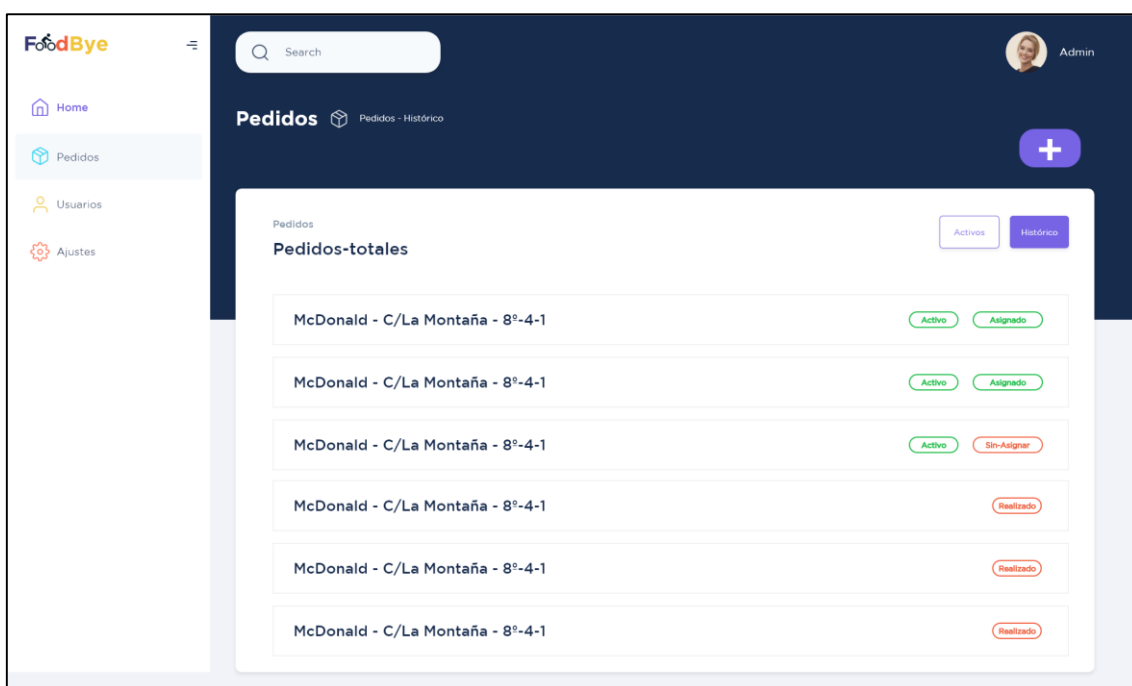 FoodBye
Search
Admin
Home
Pedidos
Usuarios
Ajustes
Pedidos Pedidos - Histórico
+
Pedidos
Pedidos-totales
Activos Histórico
McDonald - C/La Montaña - 8º-4-1 Activo Asignado
McDonald - C/La Montaña - 8º-4-1 Activo Asignado
McDonald - C/La Montaña - 8º-4-1 Activo Sin-Asignar
McDonald - C/La Montaña - 8º-4-1 Realizado
McDonald - C/La Montaña - 8º-4-1 Realizado
McDonald - C/La Montaña - 8º-4-1 Realizado